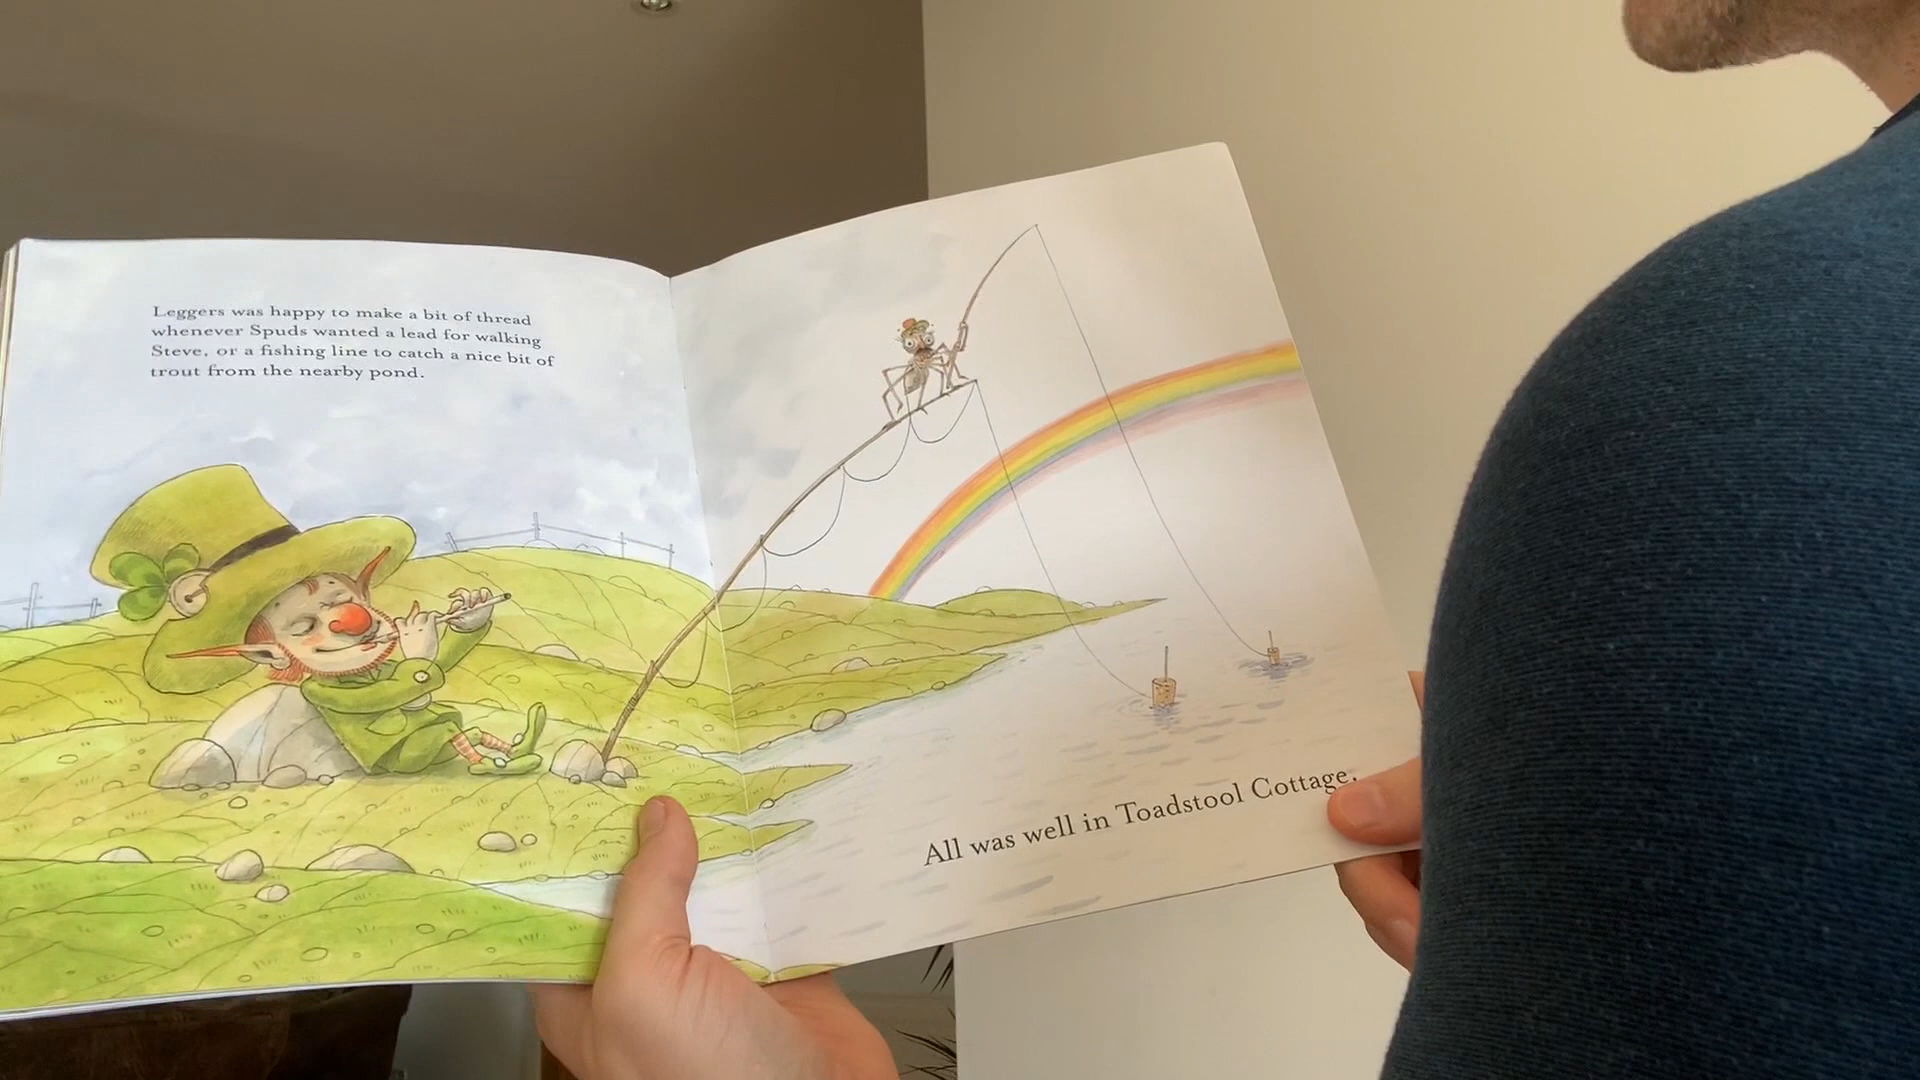 Leggers was happy to make a bit of thread
whenever Spuds wanted a lead for walking
Steve, or a fishing line to catch a nice bit of
trout from the nearby pond.
All was well in Toadstool Cottage.